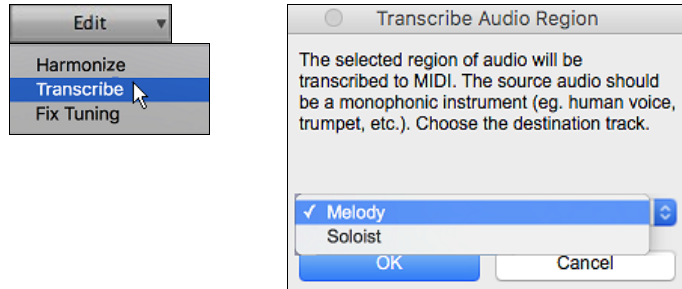 Edit
Harmonize
Transcribe
Fix Tuning
Transcribe Audio Region
The selected region of audio will be
transcribed to MIDI. The source audio should
be a monophonic instrument (eg. human voice,
trumpet, etc.). Choose the destination track.
Melody
Soloist
OK Cancel